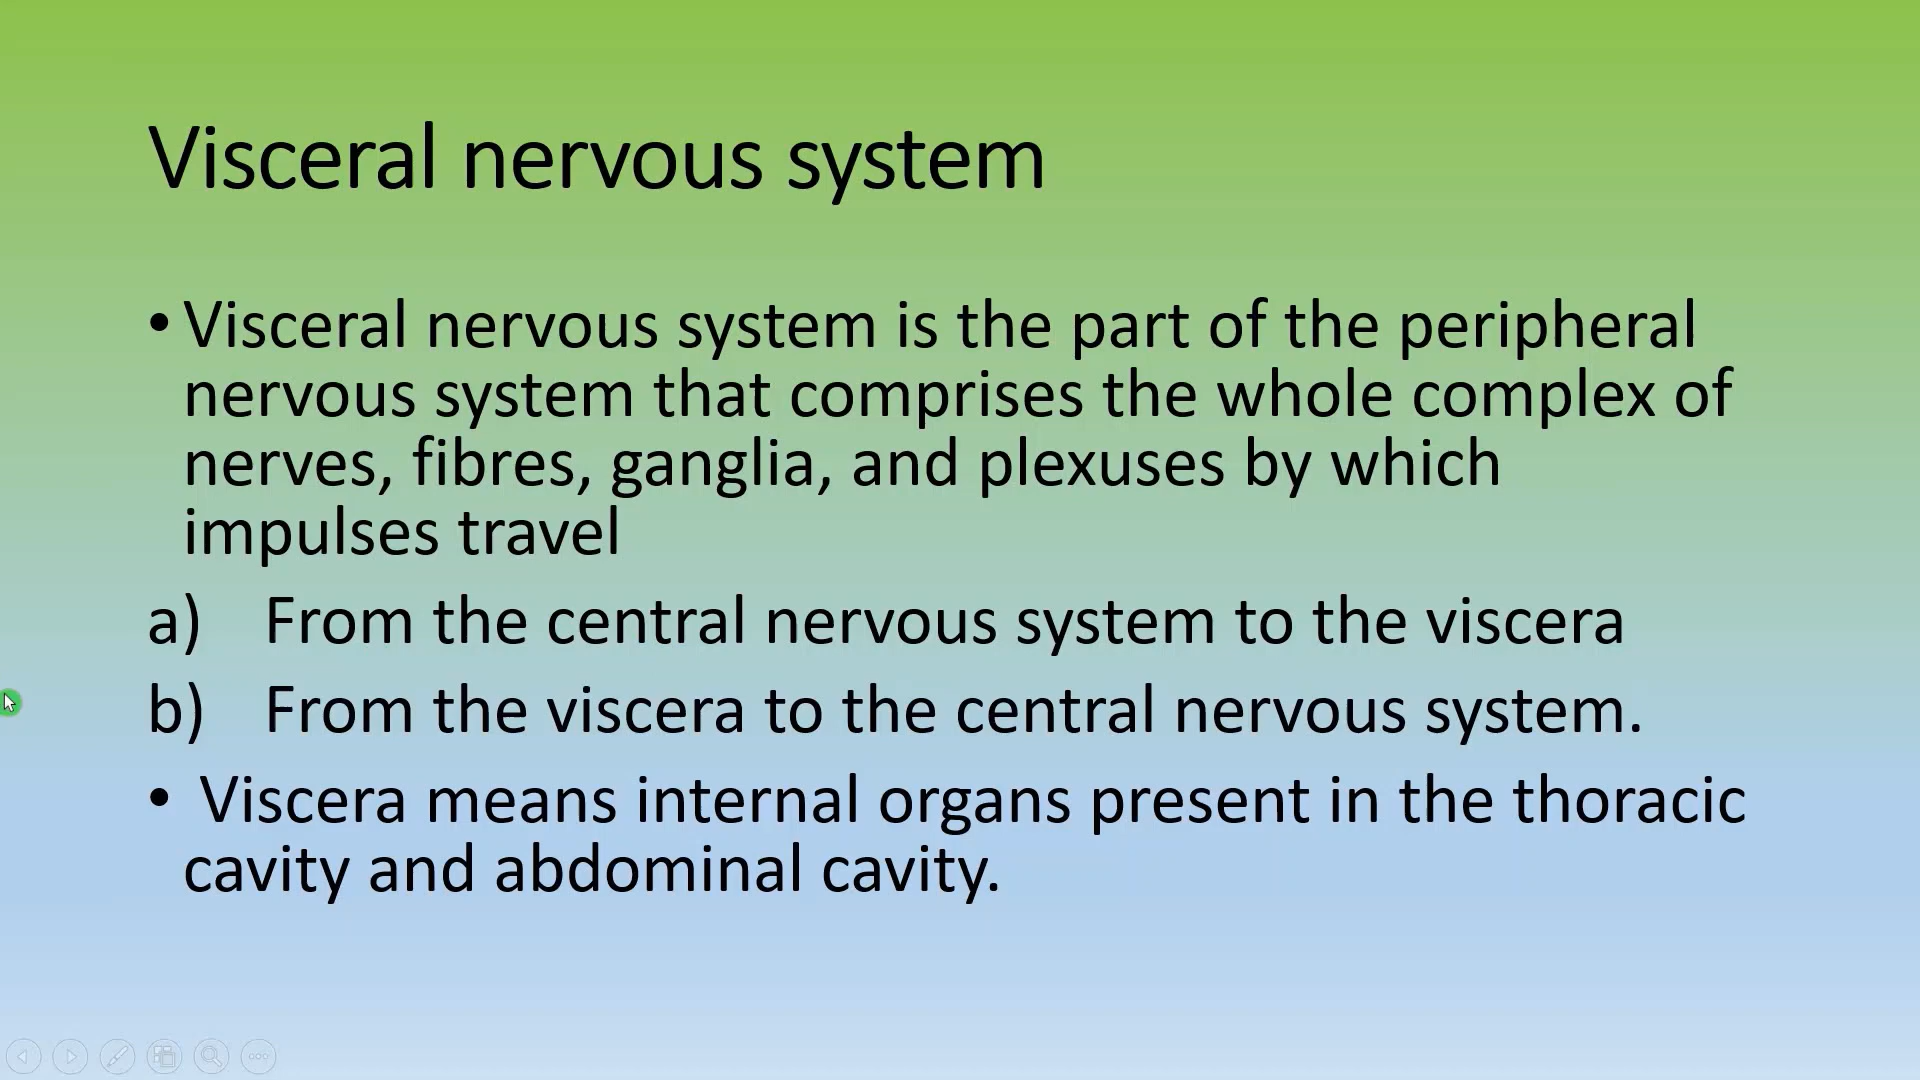 Visceral nervous system
• Visceral nervous system is the part of the peripheral
nervous system that comprises the whole complex of
nerves, fibres, ganglia, and plexuses by which
impulses travel
a) From the central nervous system to the viscera
b) From the viscera to the central nervous system.
• Viscera means internal organs present in the thoracic
cavity and abdominal cavity.